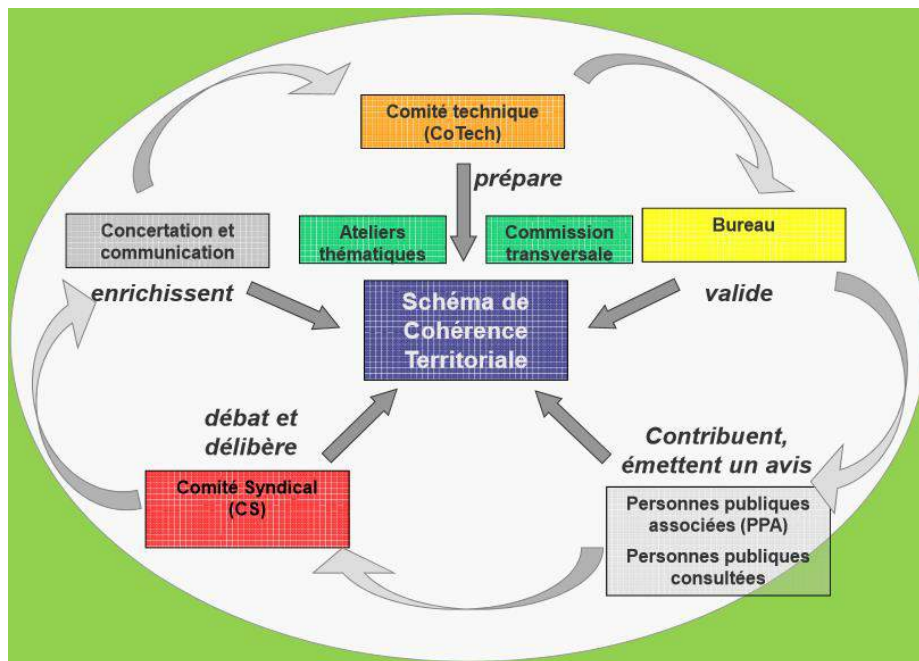 Comité technique
(CoTech)
prépare
Concertation et
communication
Ateliers
thématiques
Commission
transversale
Bureau
enrichissent
valide
Schéma de
Cohérence
Territoriale
débat et
délibère
Contribuent,
émettent un avis
Comité Syndical
(CS)
Personnes publiques
associées (PPA)
Personnes publiques
consultées